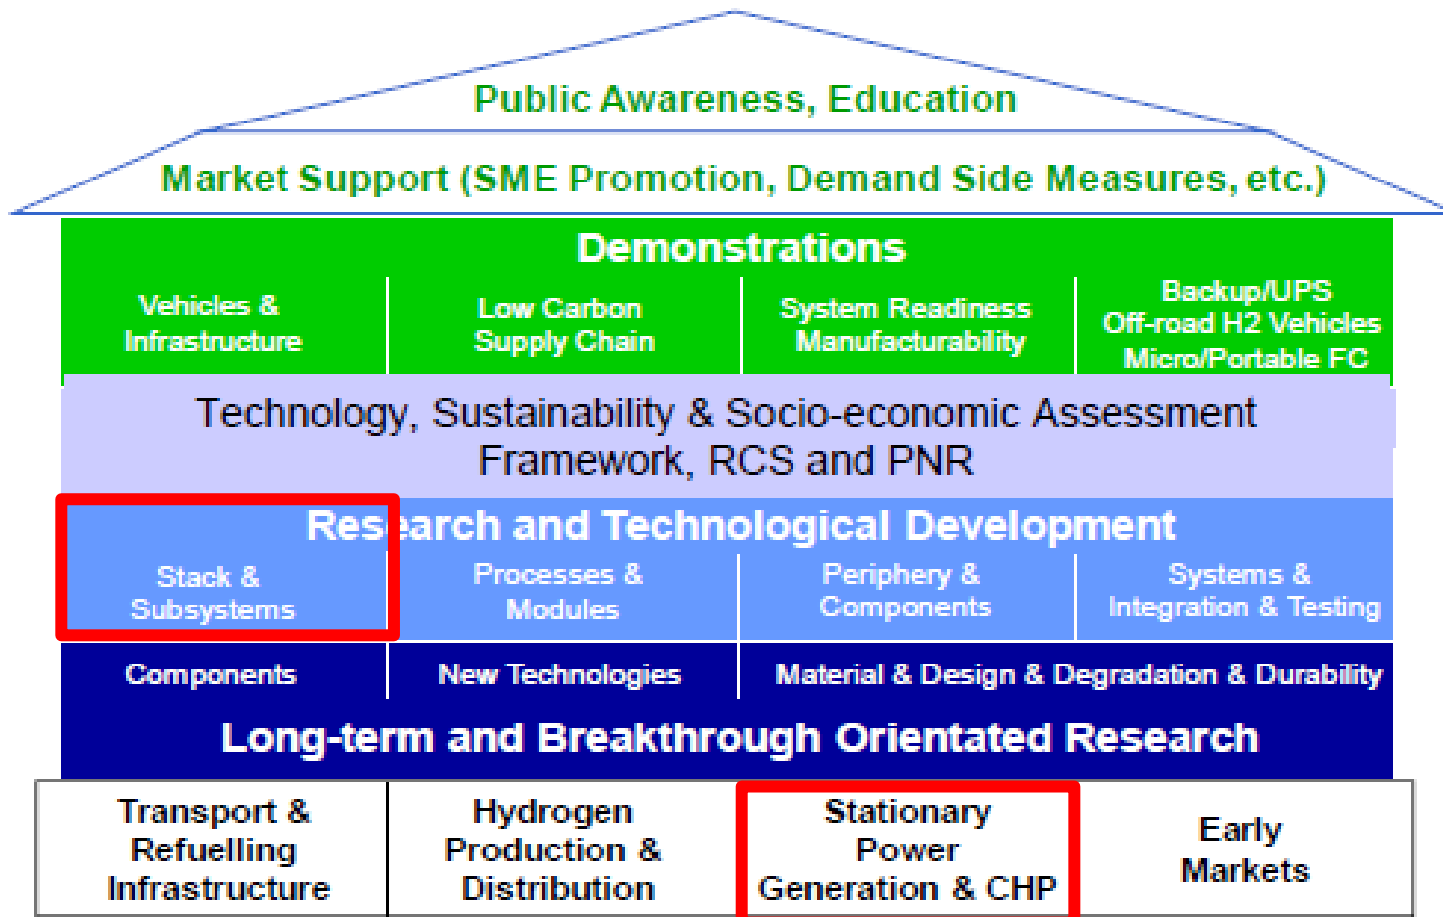 Public Awareness, Education
Market Support (SME Promotion, Demand Side Measures, etc.)
Demonstrations
Vehicles &
Infrastructure
Low Carbon
Supply Chain
System Readiness
Manufacturability
Backup/UPS
Off-road H2 Vehicles
Micro/Portable FC
Technology, Sustainability & Socio-economic Assessment
Framework, RCS and PNR
Research and Technological Development
Stack &
Subsystems
Processes &
Modules
Periphery &
Components
Systems &
Integration & Testing
Components
New Technologies
Material & Design & Degradation & Durability
Long-term and Breakthrough Orientated Research
Transport &
Refuelling
Infrastructure
Hydrogen
Production &
Distribution
Stationary
Power
Generation & CHP
Early
Markets